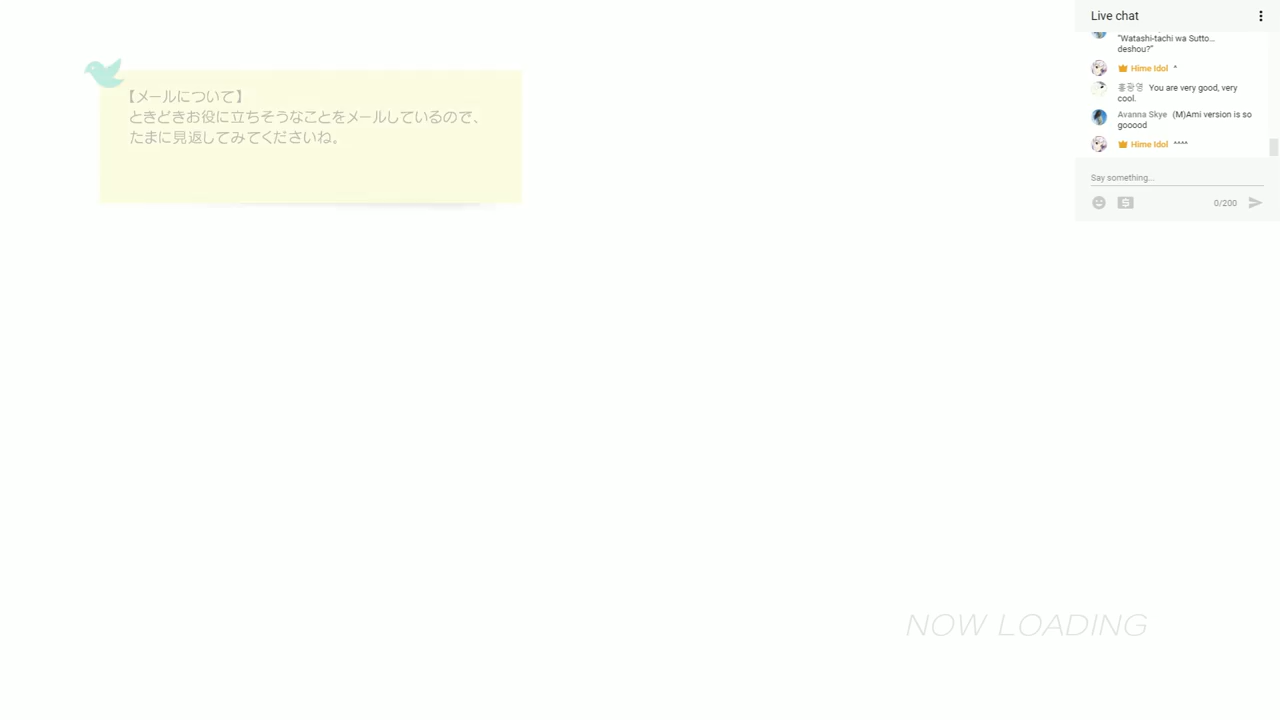 【メールについて】
ときどきお役に立ちそうなことをメールしているので、
たまに見返してみてくださいね。
NOW LOADING
Live chat
"Watashi-tachi wa Sutto...
deshou?"
Hime Idol ^
홍광영 You are very good, very
cool.
Avanna Skye (M)Ami version is so
gooood
Hime Idol ^^^^
Say something...
0/200